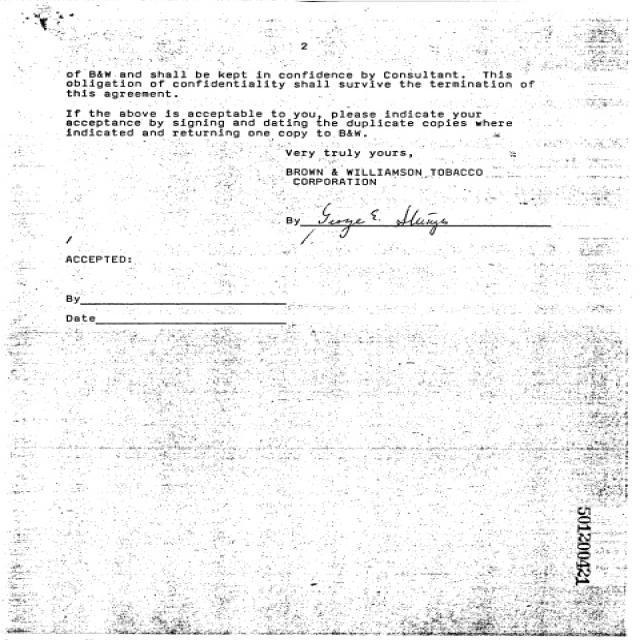 2
of B&W and shall be kept in confidence by Consultant. This
obligation of confidentiality shall survive the termination of
this agreement.
If the above is acceptable to you, please indicate your
acceptance by signing and dating the duplicate copies where
indicated and returning one copy to B&W.
Very truly yours,
BROWN & WILLIAMSON TOBACCO
CORPORATION
By George E.
ACCEPTED:
By
Date
501200421